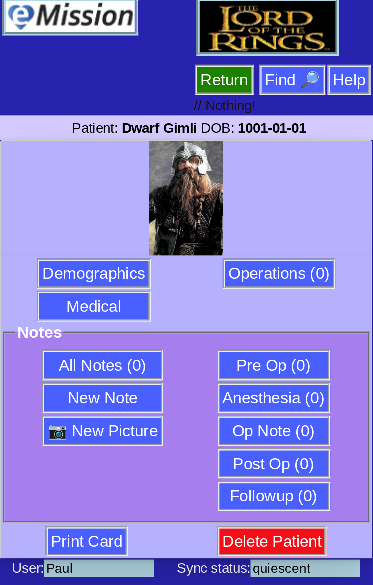 eMission
THE
LORD
OF THE
RINGS
Return Find 🔎 Help
// Nothing!
Patient: Dwarf Gimli DOB: 1001-01-01
Demographics Operations (0)
Medical
Notes
All Notes (0) Pre Op (0)
New Note Anesthesia (0)
📷 New Picture Op Note (0)
Post Op (0)
Followup (0)
Print Card Delete Patient
User: Paul Sync status: quiescent